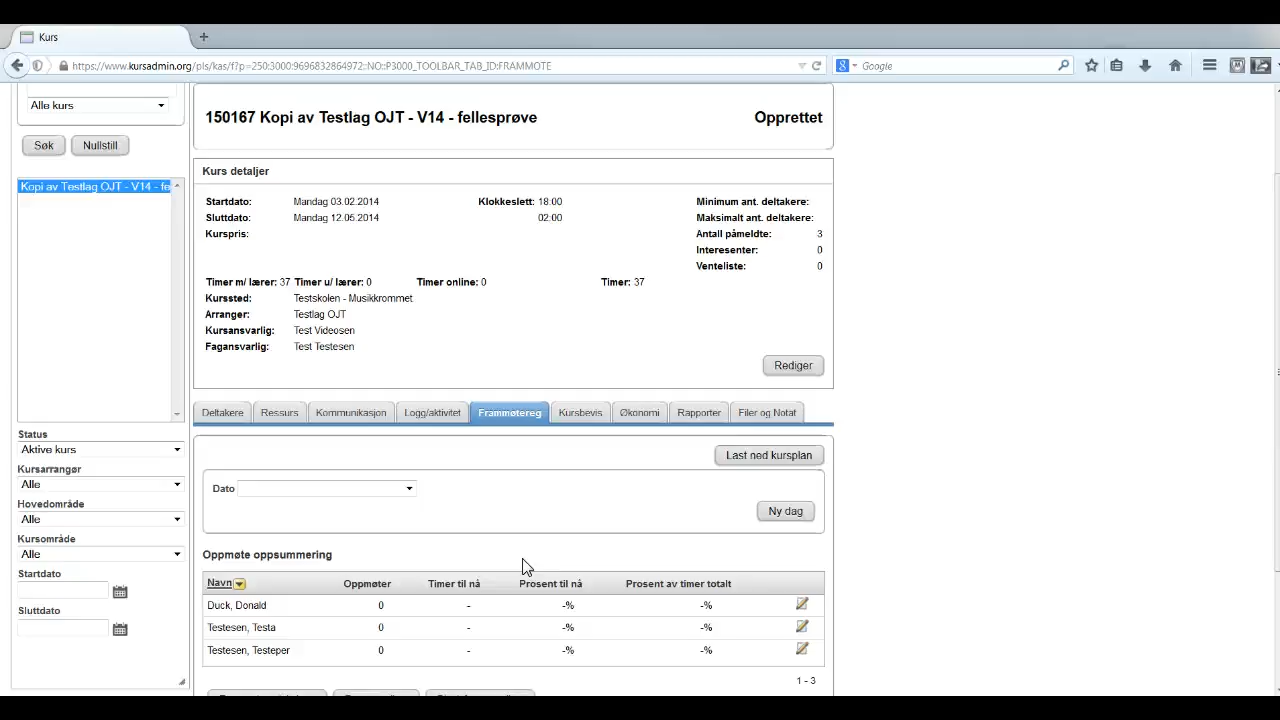 Kurs
https://www.kursadmin.org/pls/kas/f?p=250:3000:9696832864972::NO::P3000_TOOLBAR_TAB_ID:FRAMMOTE
Google
Alle kurs
Søk Nullstill
Kopi av Testlag OJT - V14 - fe
Status
Aktive kurs
Kursarrangør
Alle
Hovedområde
Alle
Kursområde
Alle
Startdato
Sluttdato
150167 Kopi av Testlag OJT - V14 - fellesprøve Opprettet
Kurs detaljer
Startdato: Mandag 03.02.2014 Klokkeslett: 18:00 Minimum ant. deltakere:
Sluttdato: Mandag 12.05.2014 02:00 Maksimalt ant. deltakere:
Kurspris: Antall påmeldte: 3
Interesenter: 0
Venteliste: 0
Timer m/ lærer: 37 Timer u/ lærer: 0 Timer online: 0 Timer: 37
Kurssted: Testskolen - Musikkrommet
Arranger: Testlag OJT
Kursansvarlig: Test Videosen
Fagansvarlig: Test Testesen
Rediger
Deltakere Ressurs Kommunikasjon Logg/aktivitet Frammøtereg Kursbevis Økonomi Rapporter Filer og Notat
Last ned kursplan
Dato
Ny dag
Oppmøte oppsummering
Navn Oppmøter Timer til nå Prosent til nå Prosent av timer totalt
Duck, Donald 0 - -% -%
Testesen, Testa 0 - -% -%
Testesen, Testeper 0 - -% -%
1 - 3